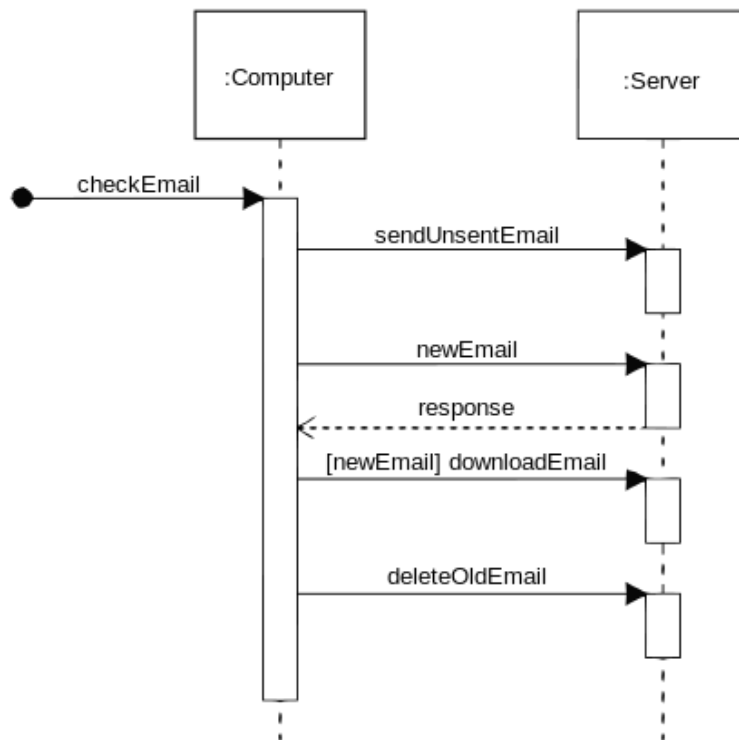 :Computer
:Server
checkEmail
sendUnsentEmail
newEmail
response
[newEmail] downloadEmail
deleteOldEmail